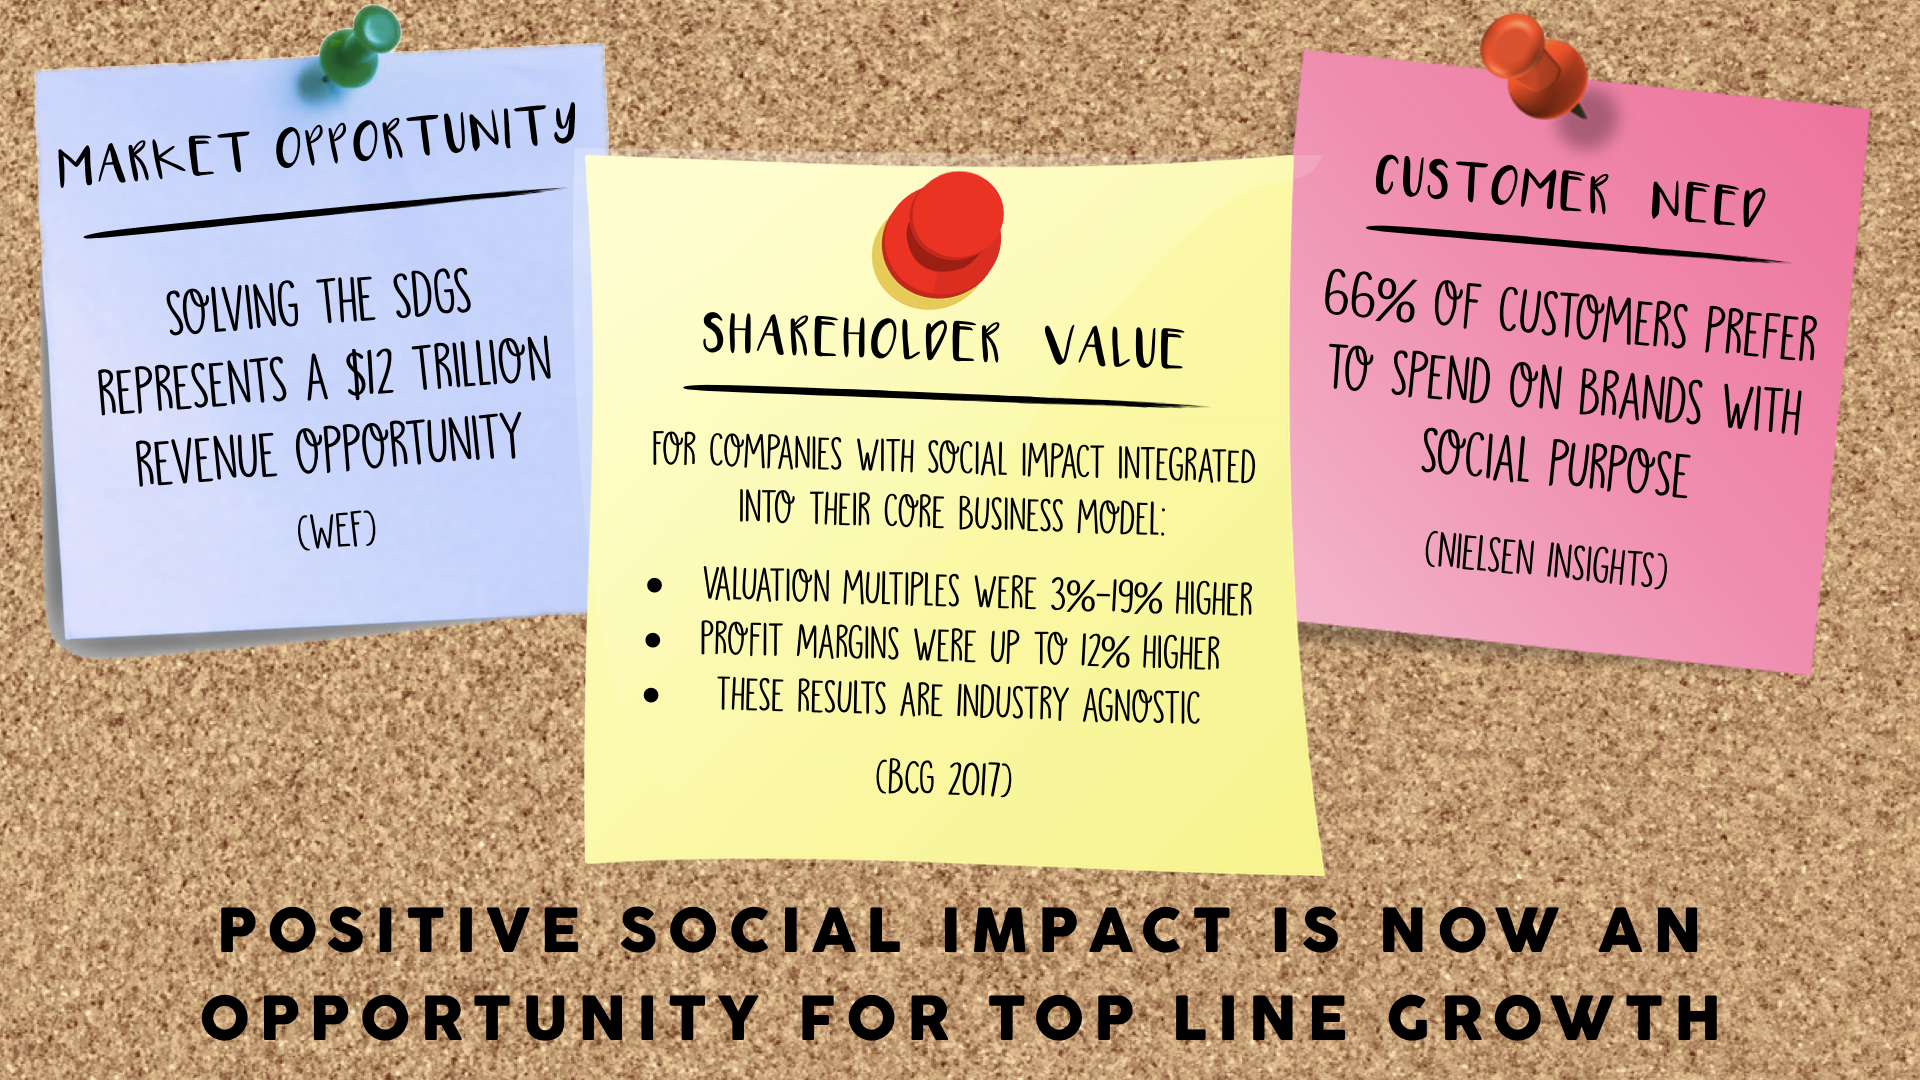 MARKET OPPORTUNITY
SOLVING THE SDGS
REPRESENTS A $12 TRILLION
REVENUE OPPORTUNITY
(WEF)
SHAREHOLDER VALUE
FOR COMPANIES WITH SOCIAL IMPACT INTEGRATED
INTO THEIR CORE BUSINESS MODEL:
• VALUATION MULTIPLES WERE 3%-19% HIGHER
• PROFIT MARGINS WERE UP TO 12% HIGHER
• THESE RESULTS ARE INDUSTRY AGNOSTIC
(BCG 2017)
CUSTOMER NEED
66% OF CUSTOMERS PREFER
TO SPEND ON BRANDS WITH
SOCIAL PURPOSE
(NIELSEN INSIGHTS)
POSITIVE SOCIAL IMPACT IS NOW AN
OPPORTUNITY FOR TOP LINE GROWTH